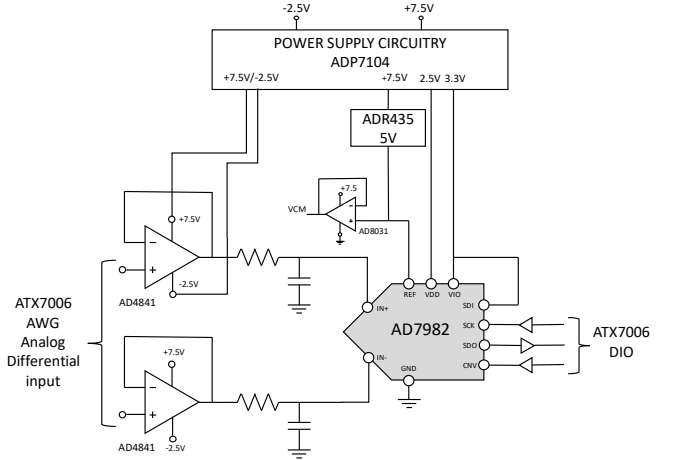 -2.5V
+7.5V
POWER SUPPLY CIRCUITRY
ADP7104
+7.5V/-2.5V
+7.5V
2.5V
3.3V
ADR435
5V
+7.5
VCM
-
+
AD8031
+7.5V
-
+
-2.5V
AD4841
ATX7006
AWG
Analog
Differential
input
REF
VDD
VIO
SDI
IN+
SCK
AD7982
SDO
IN-
CNV
GND
ATX7006
DIO
+7.5V
-
+
AD4841
-2.5V